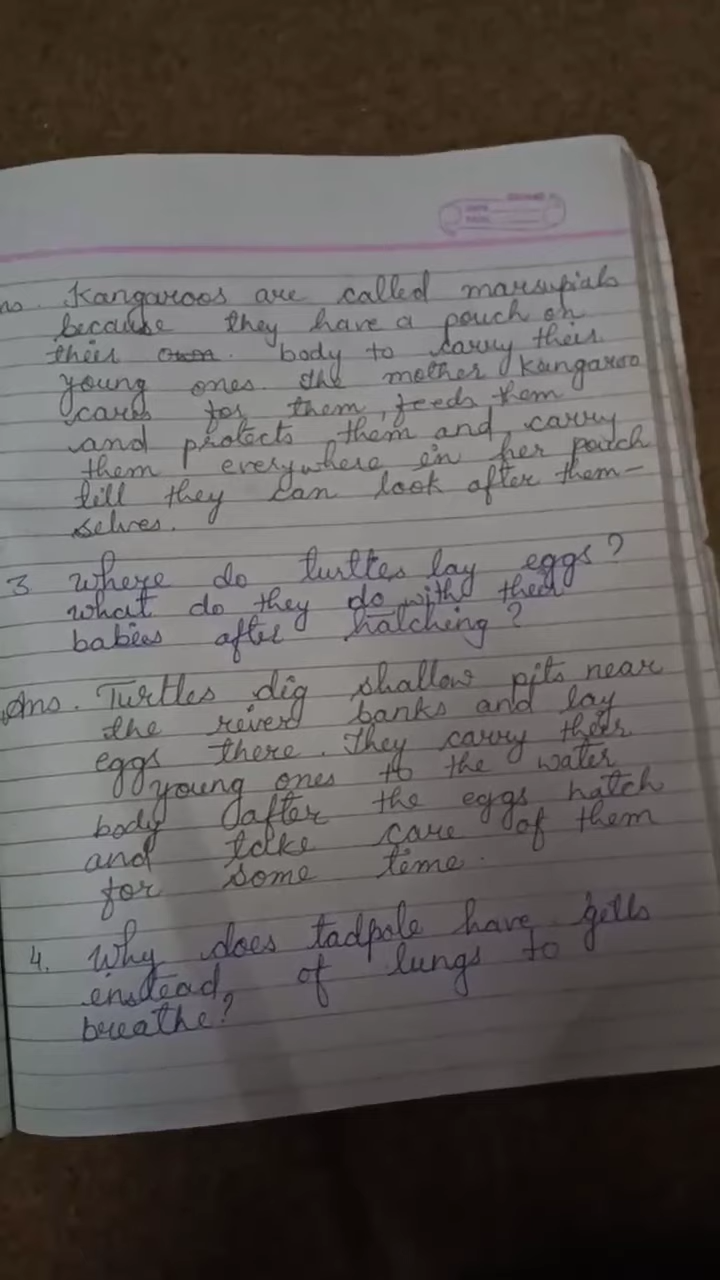 ns. Kangaroos are called marsupials
because they have a pouch on
their body to carry their
young ones. The mother Kangaroo
cares for them, feeds them
and protects them and carry
them everywhere in her pouch
till they can look after them-
selves.
3 Where do turtles lay eggs?
what do they do with their
babies after hatching?
Ans. Turtles dig shallow pits near
the river banks and lay
eggs there. They carry their
young ones to the water
body after the eggs hatch
and take care of them
for some time.
4. Why does tadpole have gills
instead of lungs to
breathe?